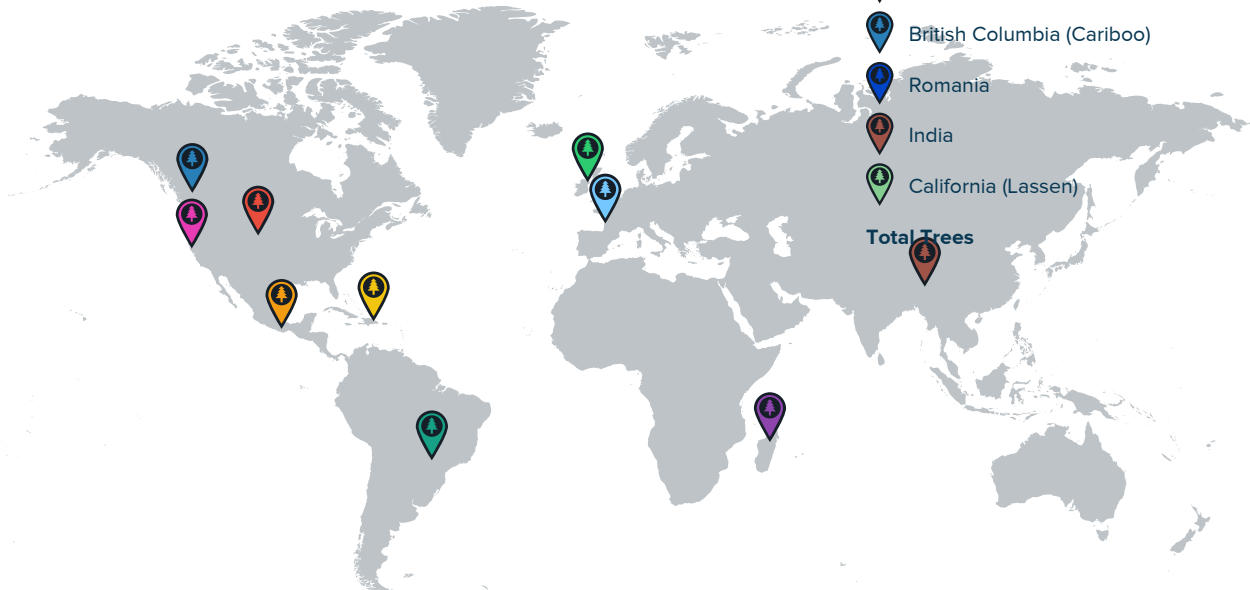 British Columbia (Cariboo)
Romania
India
California (Lassen)
Total Trees